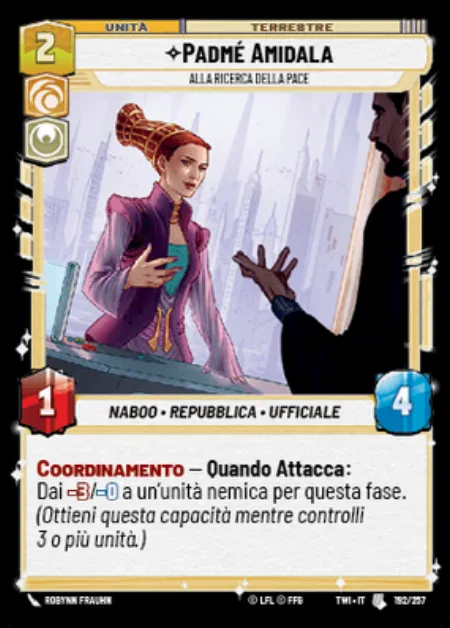 UNITÀ
TERRESTRE
2
PADMÉ AMIDALA
ALLA RICERCA DELLA PACE
1
NABOO • REPUBBLICA • UFFICIALE
4
COORDINAMENTO – Quando Attacca:
Dai -3/-0 a un'unità nemica per questa fase.
(Ottieni questa capacità mentre controlli
3 o più unità.)
ROBYNN FRAUHN
© LFL © FFG
TWI • IT
192/257